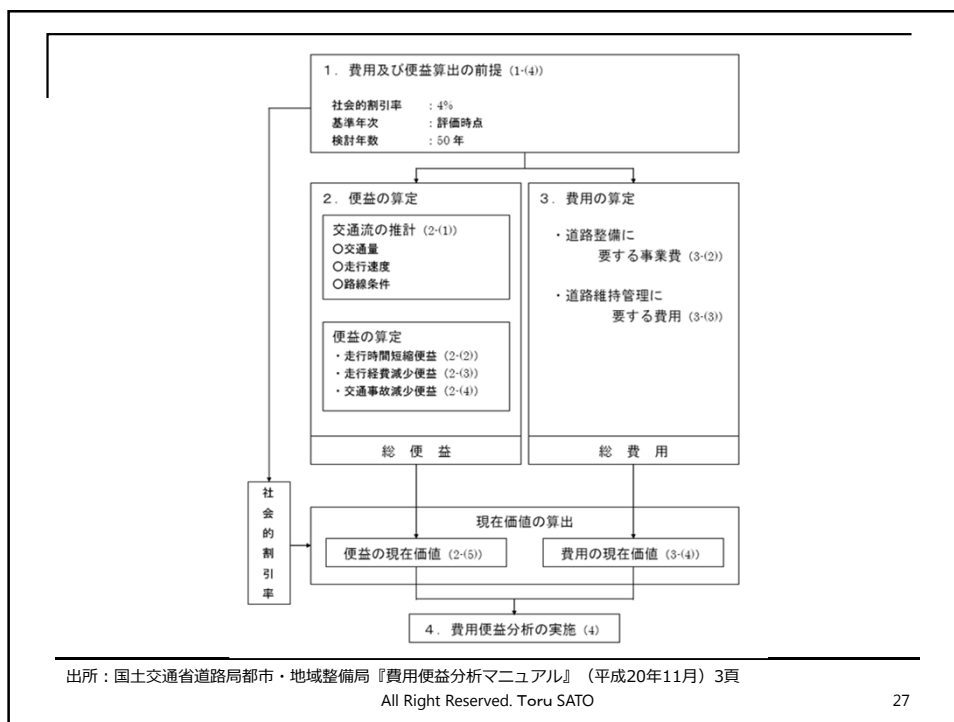 １．費用及び便益算出の前提 (1-(4))
社会的割引率 : 4%
基準年次 : 評価時点
検討年数 : 50 年
２．便益の算定
交通流の推計 (2-(1))
〇交通量
〇走行速度
〇路線条件
便益の算定
・走行時間短縮便益 (2-(2))
・走行経費減少便益 (2-(3))
・交通事故減少便益 (2-(4))
総 便 益
３．費用の算定
・道路整備に
要する事業費 (3-(2))
・道路維持管理に
要する費用 (3-(3))
総 費 用
社会的割引率
現在価値の算出
便益の現在価値 (2-(5))
費用の現在価値 (3-(4))
４．費用便益分析の実施 (4)
出所：国土交通省道路局都市・地域整備局『費用便益分析マニュアル』（平成20年11月）3頁
All Right Reserved. Toru SATO
27